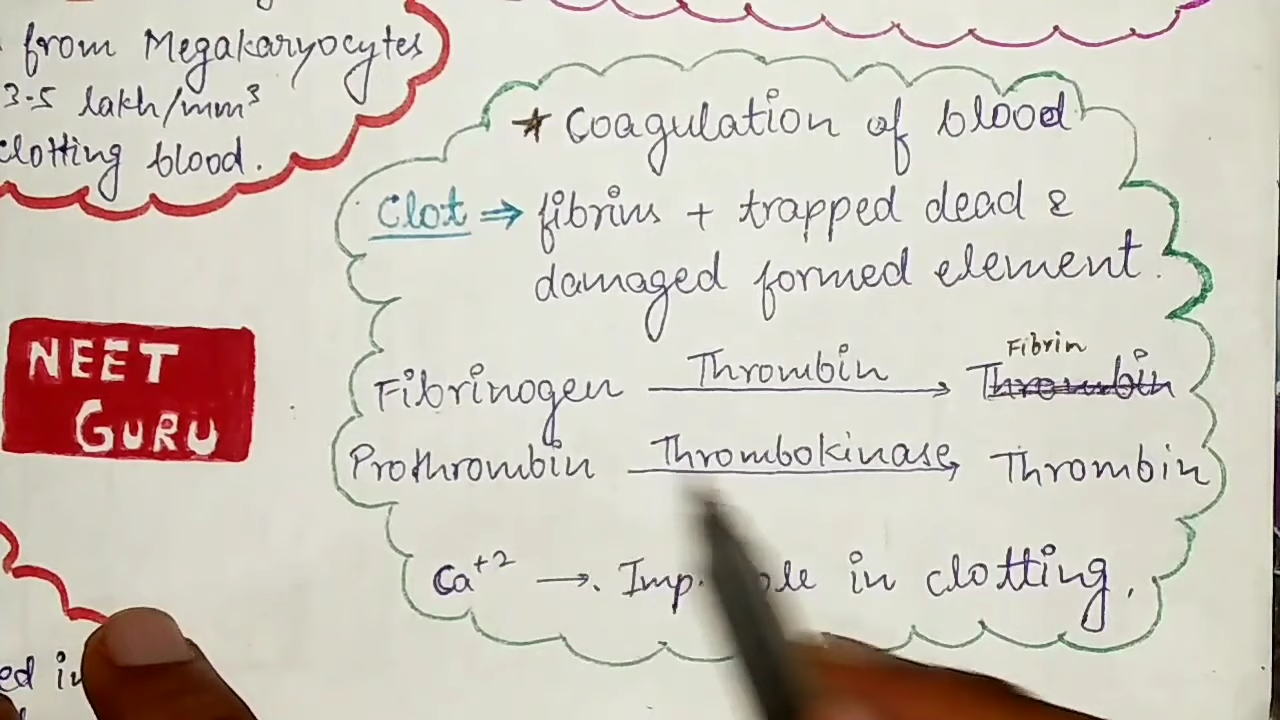 from Megakaryocytes
3-5 lakh/mm³
clotting blood.
★ Coagulation of blood
Clot ⇒ fibrins + trapped dead &
damaged formed element.
Fibrin
Fibrinogen Thrombin → Thrombin
Prothrombin Thrombokinase → Thrombin
Ca⁺² → Imp. in clotting.
NEET
GURU